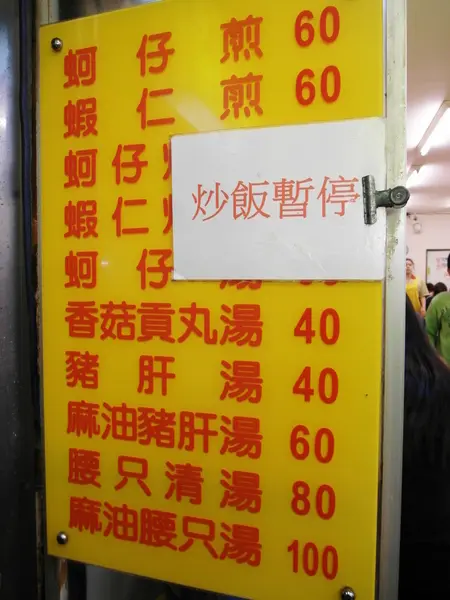 蚵仔煎 60
蝦仁煎 60
蚵仔
蝦仁
炒飯暫停
蚵仔湯
香菇貢丸湯 40
豬肝湯 40
麻油豬肝湯 60
腰只清湯 80
麻油腰只湯 100